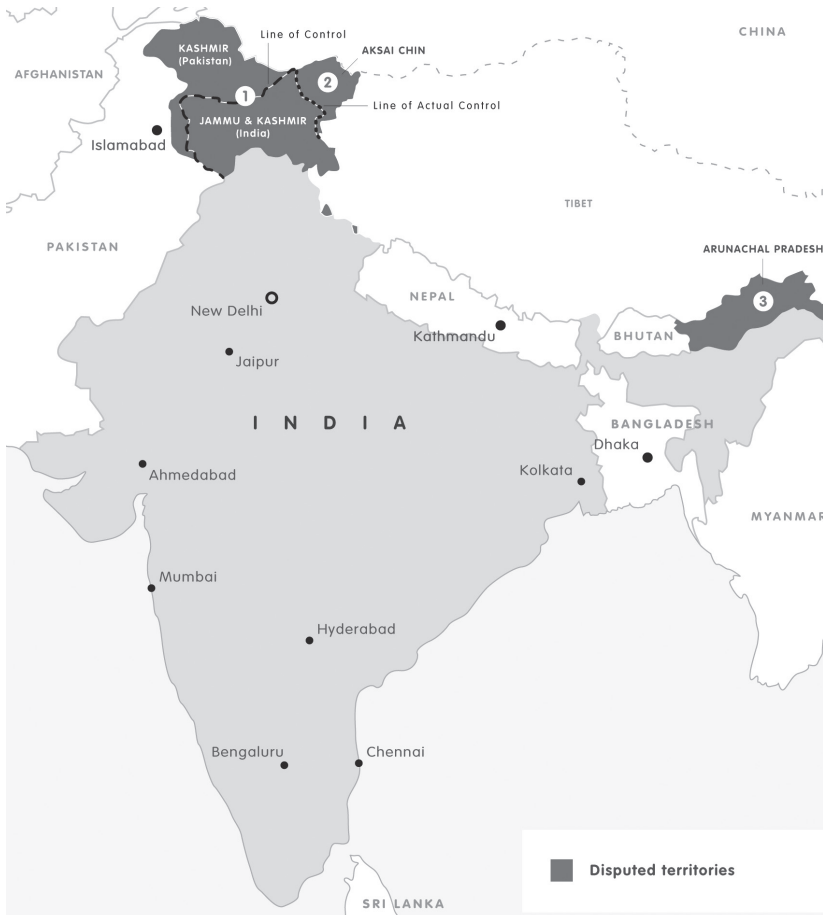 CHINA
KASHMIR
(Pakistan)
Line of Control
AKSAI CHIN
AFGHANISTAN
2
1
Line of Actual Control
JAMMU & KASHMIR
(India)
Islamabad
TIBET
PAKISTAN
ARUNACHAL PRADESH
NEPAL
3
New Delhi
Kathmandu
BHUTAN
Jaipur
INDIA
BANGLADESH
Dhaka
Ahmedabad
Kolkata
MYANMAR
Mumbai
Hyderabad
Bengaluru
Chennai
Disputed territories
SRI LANKA